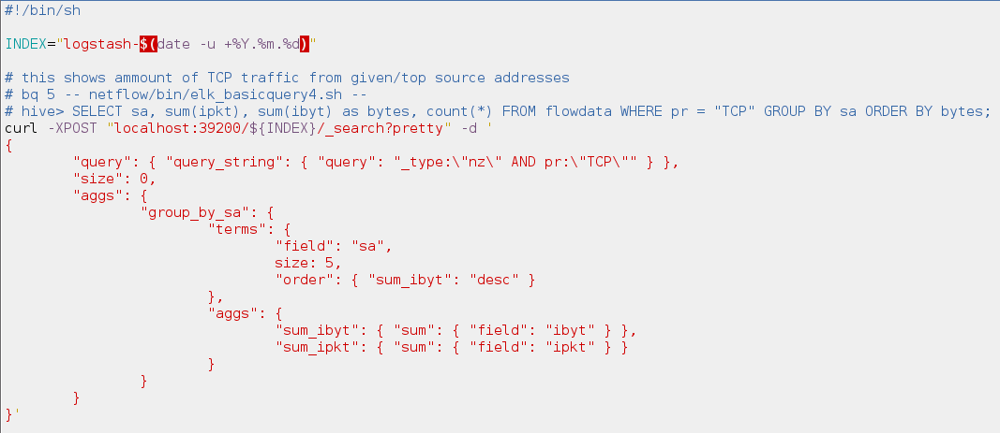 #!/bin/sh

INDEX="logstash-$(date -u +%Y.%m.%d)"

# this shows ammount of TCP traffic from given/top source addresses
# bq 5 -- netflow/bin/elk_basicquery4.sh --
# hive> SELECT sa, sum(ipkt), sum(ibyt) as bytes, count(*) FROM flowdata WHERE pr = "TCP" GROUP BY sa ORDER BY bytes;
curl -XPOST "localhost:39200/${INDEX}/_search?pretty" -d '
{
        "query": { "query_string": { "query": "_type:\"nz\" AND pr:\"TCP\"" } },
        "size": 0,
        "aggs": {
                "group_by_sa": {
                        "terms": {
                                "field": "sa",
                                size: 5,
                                "order": { "sum_ibyt": "desc" }
                        },
                        "aggs": {
                                "sum_ibyt": { "sum": { "field": "ibyt" } },
                                "sum_ipkt": { "sum": { "field": "ipkt" } }
                        }
                }
        }
}'